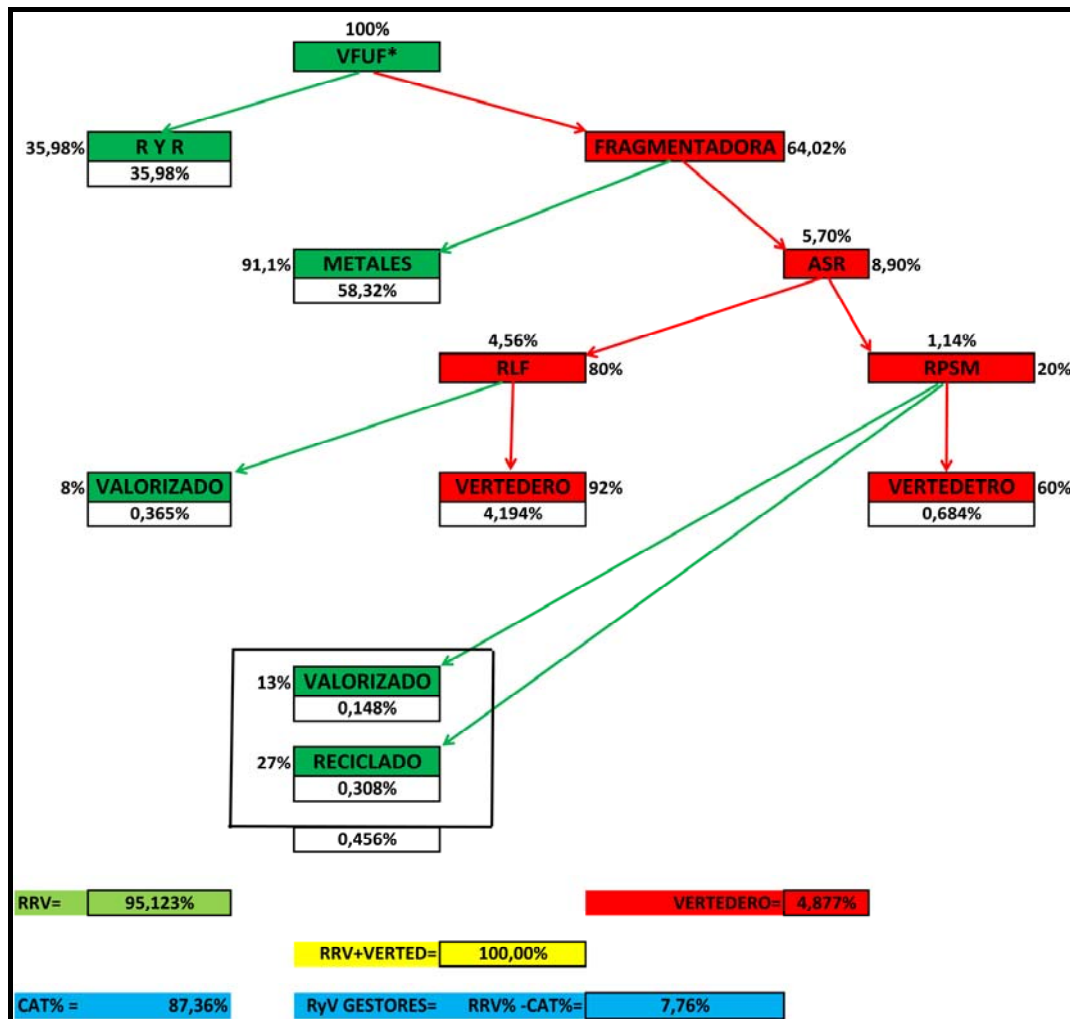 100%
VFUF*
35,98% R Y R
35,98%
FRAGMENTADORA 64,02%
91,1% METALES
58,32%
5,70%
ASR 8,90%
4,56%
RLF 80%
1,14%
RPSM 20%
8% VALORIZADO
0,365%
VERTEDERO 92%
4,194%
VERTEDETRO 60%
0,684%
13% VALORIZADO
0,148%
27% RECICLADO
0,308%
0,456%
RRV= 95,123%
VERTEDERO= 4,877%
RRV+VERTED= 100,00%
CAT% = 87,36%
RyV GESTORES= RRV% -CAT%= 7,76%